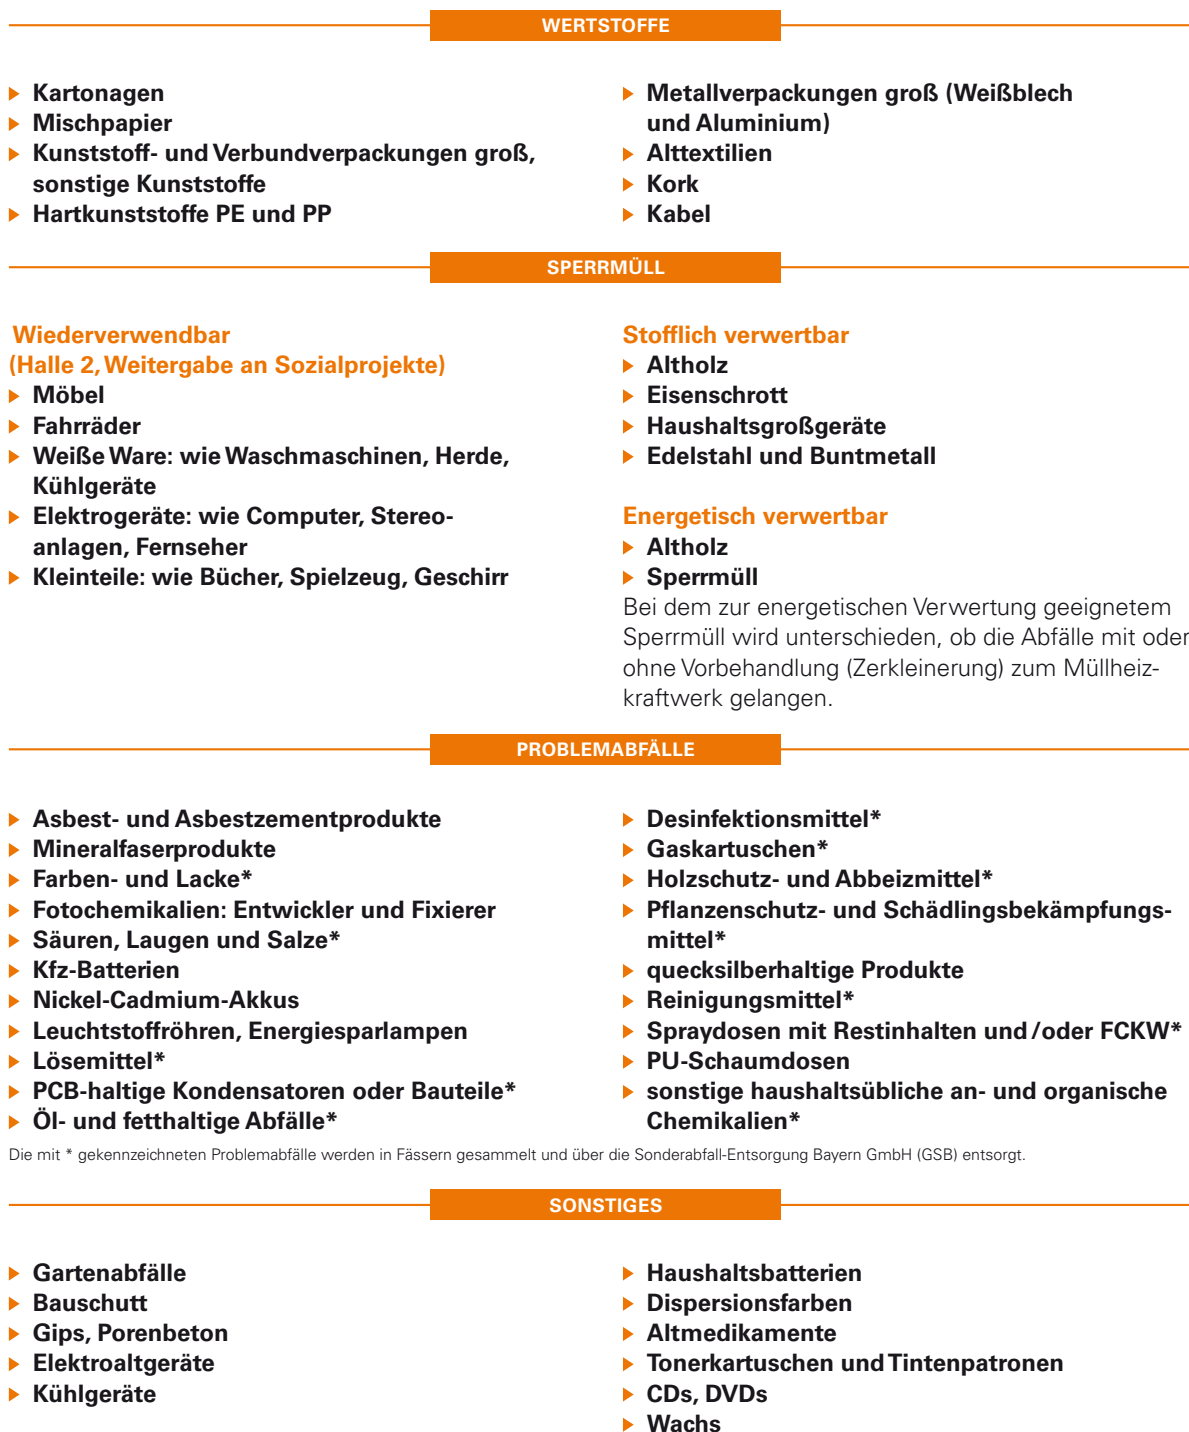 WERTSTOFFE
Kartonagen
Mischpapier
Kunststoff- und Verbundverpackungen groß,
sonstige Kunststoffe
Hartkunststoffe PE und PP
Metallverpackungen groß (Weißblech
und Aluminium)
Alttextilien
Kork
Kabel
SPERRMÜLL
Wiederverwendbar
(Halle 2, Weitergabe an Sozialprojekte)
Möbel
Fahrräder
Weiße Ware: wie Waschmaschinen, Herde,
Kühlgeräte
Elektrogeräte: wie Computer, Stereo-
anlagen, Fernseher
Kleinteile: wie Bücher, Spielzeug, Geschirr
Stofflich verwertbar
Altholz
Eisenschrott
Haushaltsgroßgeräte
Edelstahl und Buntmetall
Energetisch verwertbar
Altholz
Sperrmüll
Bei dem zur energetischen Verwertung geeignetem
Sperrmüll wird unterschieden, ob die Abfälle mit oder
ohne Vorbehandlung (Zerkleinerung) zum Müllheiz-
kraftwerk gelangen.
PROBLEMABFÄLLE
Asbest- und Asbestzementprodukte
Mineralfaserprodukte
Farben- und Lacke*
Fotochemikalien: Entwickler und Fixierer
Säuren, Laugen und Salze*
Kfz-Batterien
Nickel-Cadmium-Akkus
Leuchtstoffröhren, Energiesparlampen
Lösemittel*
PCB-haltige Kondensatoren oder Bauteile*
Öl- und fetthaltige Abfälle*
Desinfektionsmittel*
Gaskartuschen*
Holzschutz- und Abbeizmittel*
Pflanzenschutz- und Schädlingsbekämpfungs-
mittel*
quecksilberhaltige Produkte
Reinigungsmittel*
Spraydosen mit Restinhalten und/oder FCKW*
PU-Schaumdosen
sonstige haushaltsübliche an- und organische
Chemikalien*
Die mit * gekennzeichneten Problemabfälle werden in Fässern gesammelt und über die Sonderabfall-Entsorgung Bayern GmbH (GSB) entsorgt.
SONSTIGES
Gartenabfälle
Bauschutt
Gips, Porenbeton
Elektroaltgeräte
Kühlgeräte
Haushaltsbatterien
Dispersionsfarben
Altmedikamente
Tonerkartuschen und Tintenpatronen
CDs, DVDs
Wachs